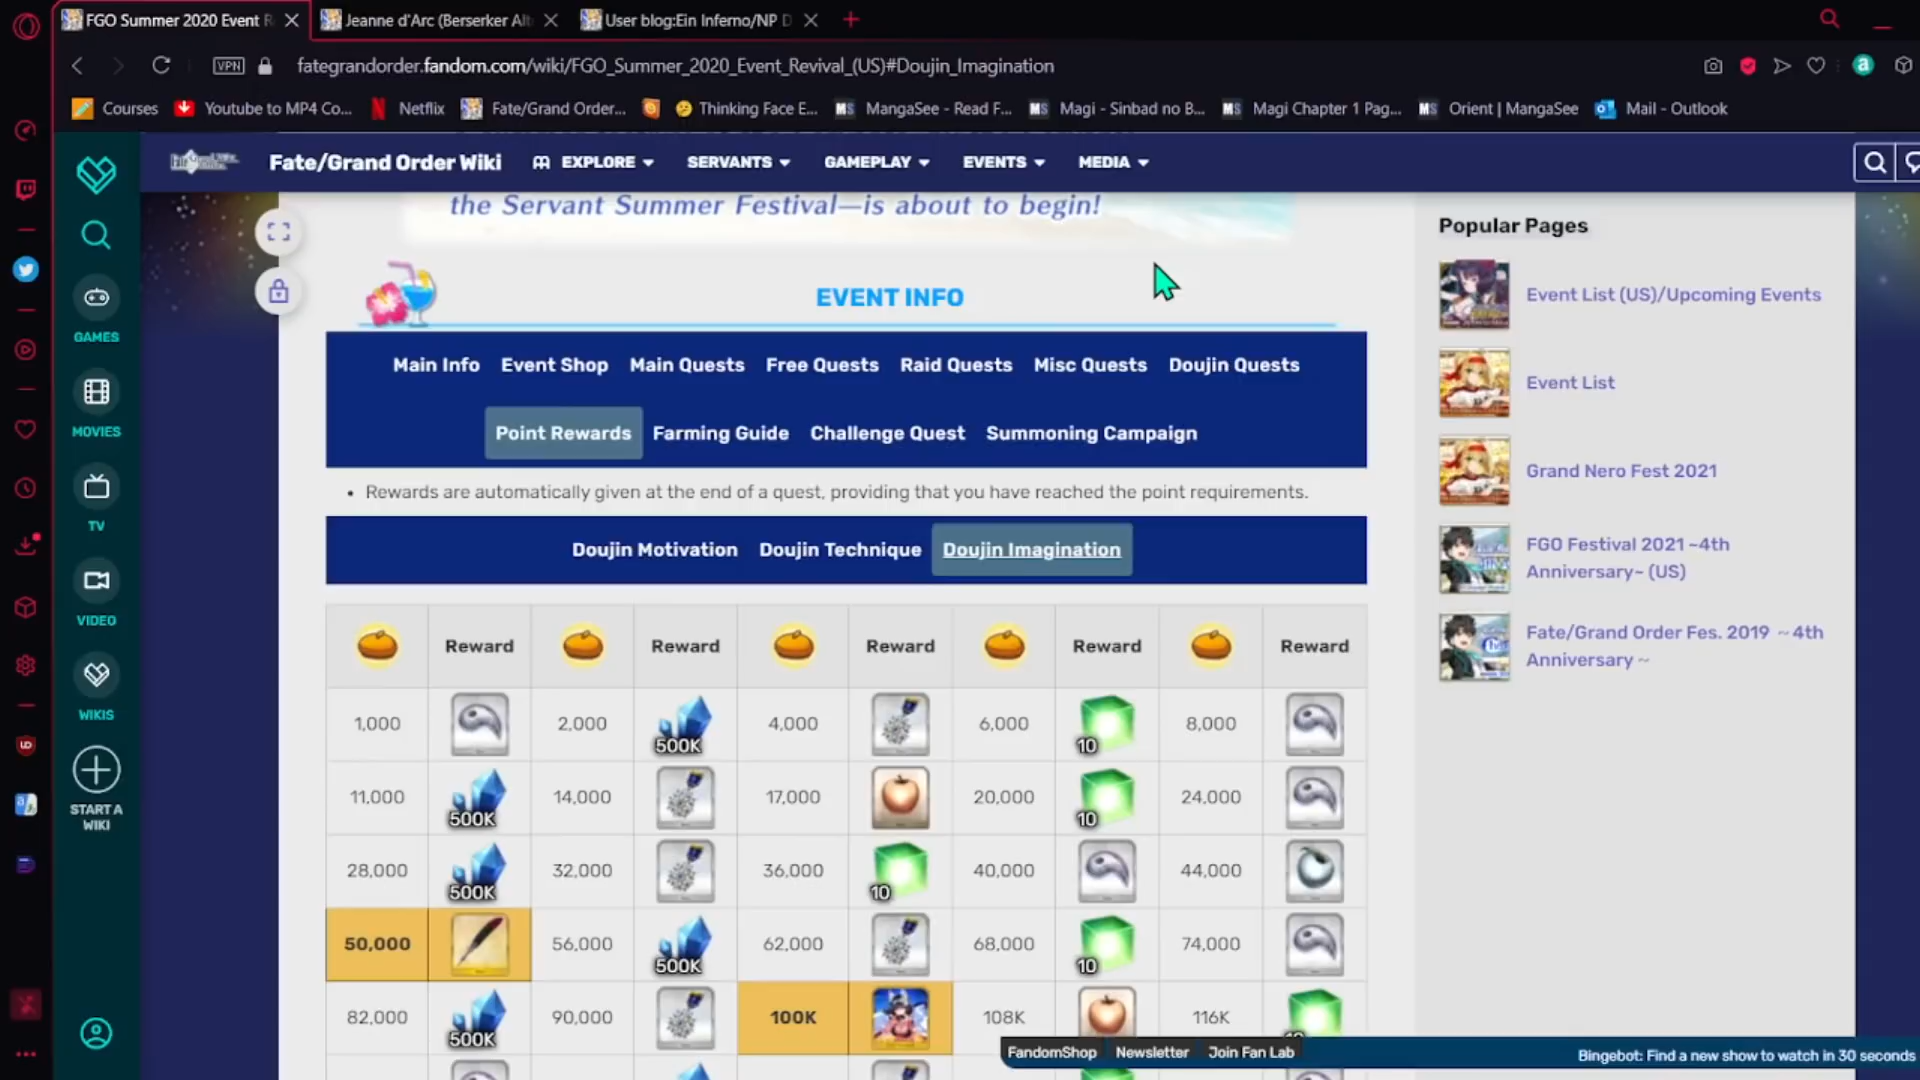 FGO Summer 2020 Event R
Jeanne d'Arc (Berserker Alt
User blog:Ein Inferno/NP D
VPN
fategrandorder.fandom.com/wiki/FGO_Summer_2020_Event_Revival_(US)#Doujin_Imagination
Courses
Youtube to MP4 Co...
Netflix
Fate/Grand Order...
Thinking Face E...
MangaSee - Read F...
Magi - Sinbad no B...
Magi Chapter 1 Pag...
Orient | MangaSee
Mail - Outlook
Fate/Grand Order Wiki
EXPLORE
SERVANTS
GAMEPLAY
EVENTS
MEDIA
GAMES
MOVIES
TV
VIDEO
WIKIS
START A
WIKI
the Servant Summer Festival—is about to begin!
EVENT INFO
Main Info Event Shop Main Quests Free Quests Raid Quests Misc Quests Doujin Quests
Point Rewards Farming Guide Challenge Quest Summoning Campaign
• Rewards are automatically given at the end of a quest, providing that you have reached the point requirements.
Doujin Motivation Doujin Technique Doujin Imagination
Reward Reward Reward Reward Reward
1,000 2,000 500K 4,000 6,000 10 8,000
11,000 500K 14,000 17,000 20,000 10 24,000
28,000 500K 32,000 36,000 10 40,000 44,000
50,000 56,000 500K 62,000 68,000 10 74,000
82,000 500K 90,000 100K 108K 116K
Popular Pages
Event List (US)/Upcoming Events
Event List
Grand Nero Fest 2021
FGO Festival 2021 ~4th
Anniversary~ (US)
Fate/Grand Order Fes. 2019 ～4th
Anniversary～
FandomShop Newsletter Join Fan Lab
Bingebot: Find a new show to watch in 30 seconds